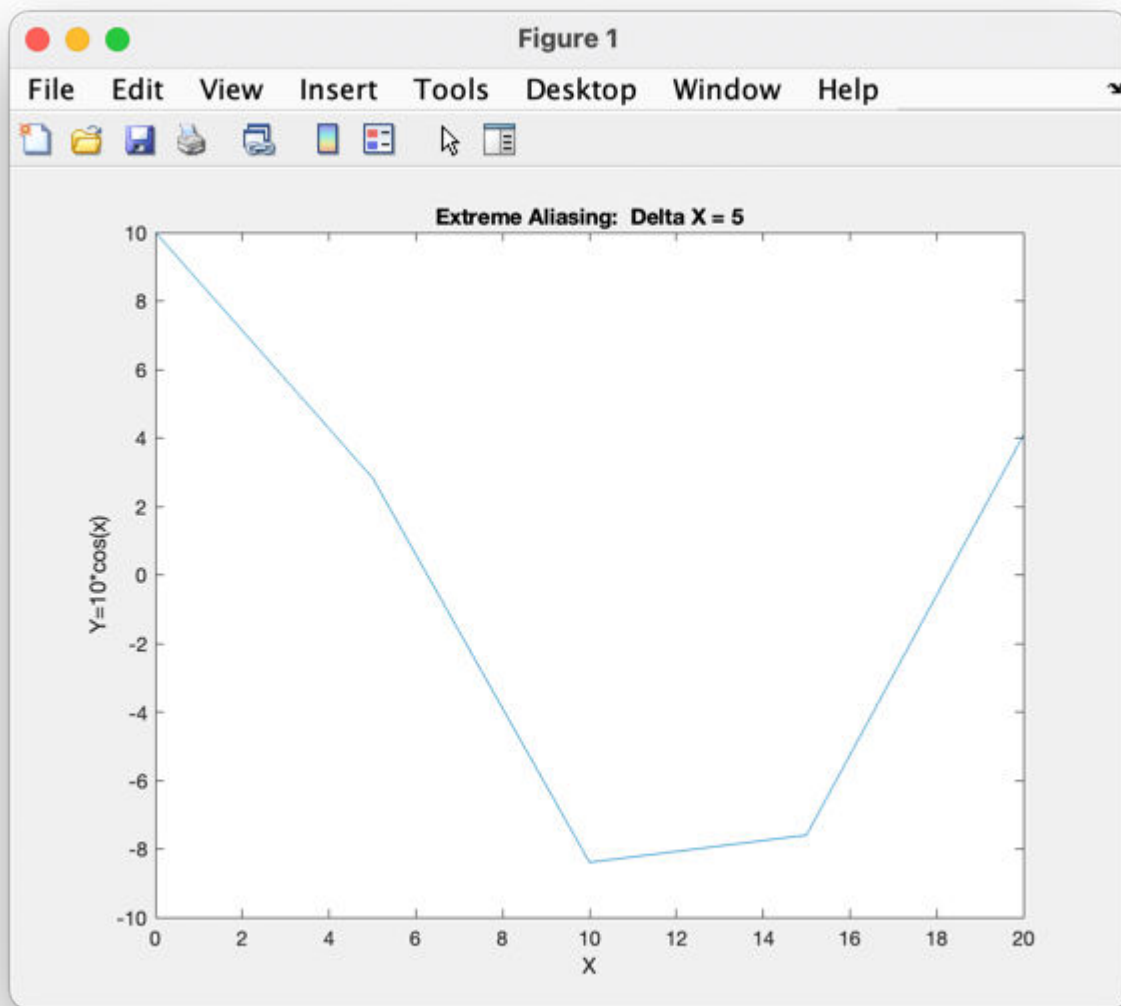 Figure 1
File Edit View Insert Tools Desktop Window Help
Extreme Aliasing: Delta X = 5
10
8
6
4
2
0
-2
-4
-6
-8
-10
Y=10*cos(x)
0 2 4 6 8 10 12 14 16 18 20
X